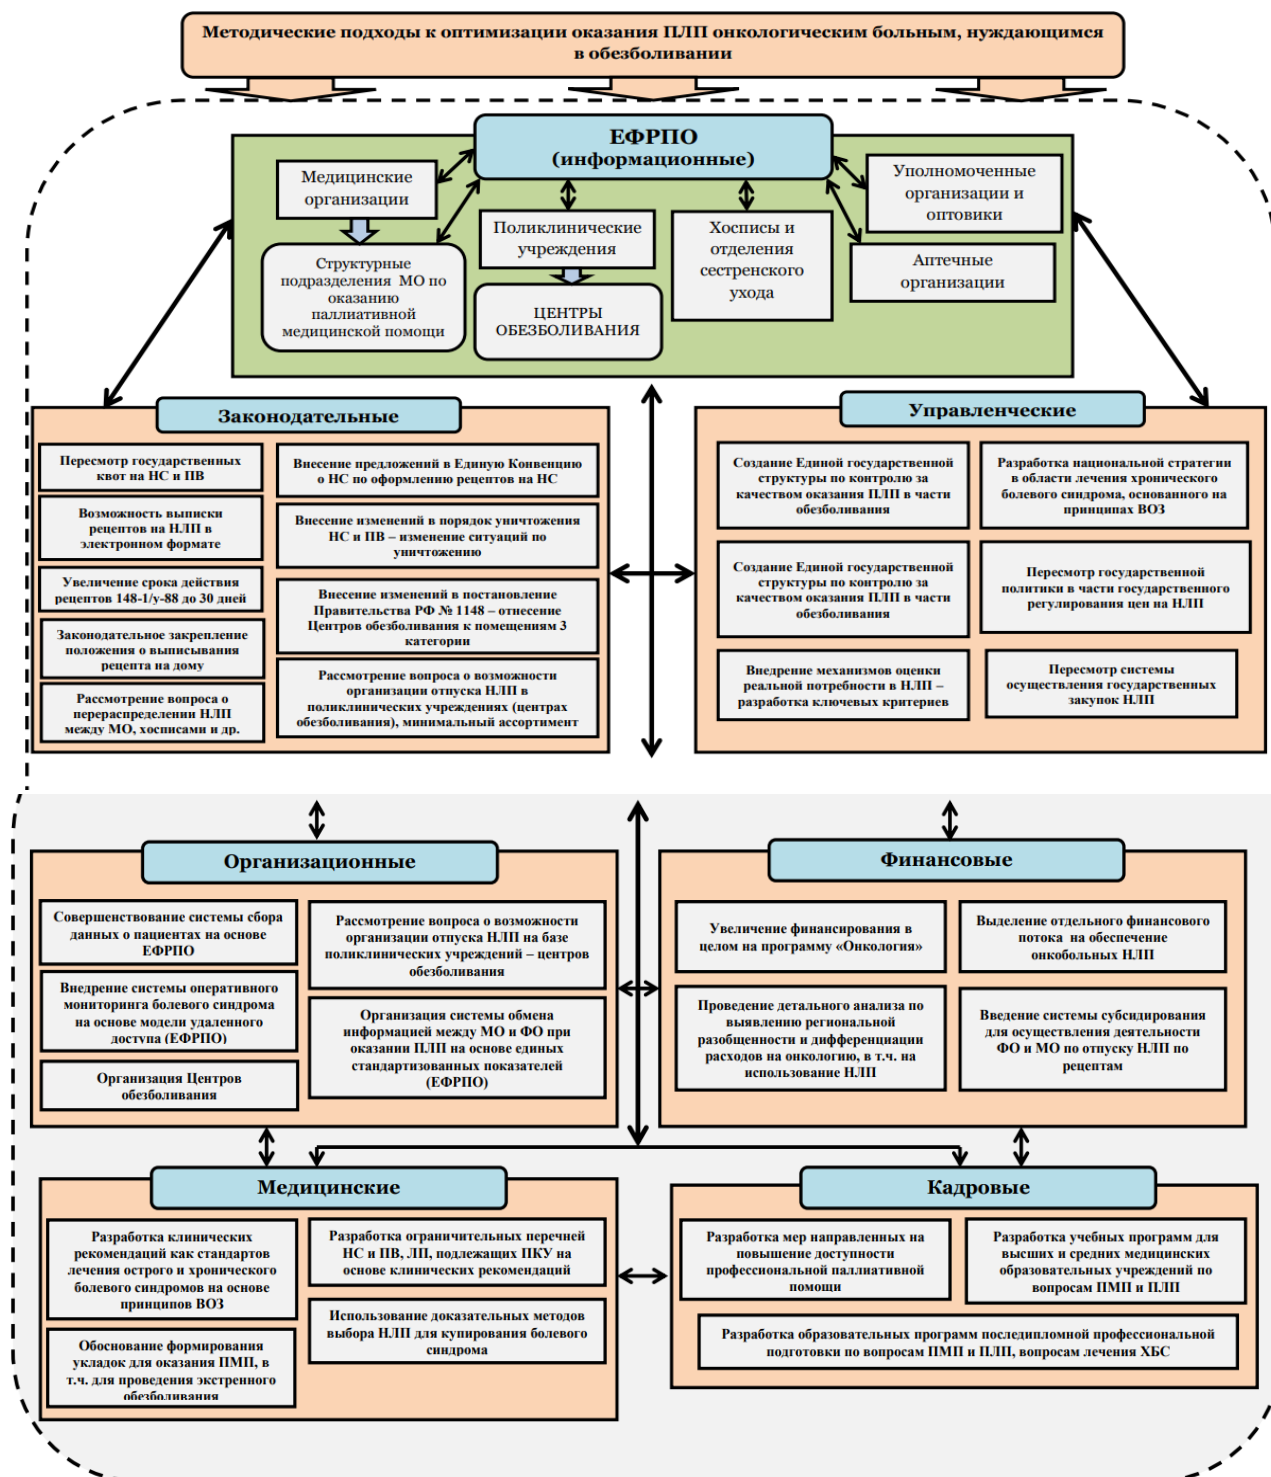 Методические подходы к оптимизации оказания ПЛП онкологическим больным, нуждающимся
в обезболивании
ЕФРПО
(информационные)
Медицинские
организации
Структурные
подразделения МО по
оказанию
паллиативной
медицинской помощи
Поликлинические
учреждения
ЦЕНТРЫ
ОБЕЗБОЛИВАНИЯ
Хосписы и
отделения
сестренского
ухода
Уполномоченные
организации и
оптовики
Аптечные
организации
Законодательные
Пересмотр государственных
квот на НС и ПВ
Возможность выписки
рецептов на НЛП в
электронном формате
Увеличение срока действия
рецептов 148-1/у-88 до 30 дней
Законодательное закрепление
положения о выписывания
рецепта на дому
Рассмотрение вопроса о
перераспределении НЛП
между МО, хосписами и др.
Внесение предложений в Единую Конвенцию
о НС по оформлению рецептов на НС
Внесение изменений в порядок уничтожения
НС и ПВ – изменение ситуаций по
уничтожению
Внесение изменений в постановление
Правительства РФ № 1148 – отнесение
Центров обезболивания к помещениям 3
категории
Рассмотрение вопроса о возможности
организации отпуска НЛП в
поликлинических учреждениях (центрах
обезболивания), минимальный ассортимент
Управленческие
Создание Единой государственной
структуры по контролю за
качеством оказания ПЛП в части
обезболивания
Создание Единой государственной
структуры по контролю за
качеством оказания ПЛП в части
обезболивания
Внедрение механизмов оценки
реальной потребности в НЛП –
разработка ключевых критериев
Разработка национальной стратегии
в области лечения хронического
болевого синдрома, основанного на
принципах ВОЗ
Пересмотр государственной
политики в части государственного
регулирования цен на НЛП
Пересмотр системы
осуществления государственных
закупок НЛП
Организационные
Совершенствование системы сбора
данных о пациентах на основе
ЕФРПО
Внедрение системы оперативного
мониторинга болевого синдрома
на основе модели удаленного
доступа (ЕФРПО)
Организация Центров
обезболивания
Рассмотрение вопроса о возможности
организации отпуска НЛП на базе
поликлинических учреждений – центров
обезболивания
Организация системы обмена
информацией между МО и ФО при
оказании ПЛП на основе единых
стандартизованных показателей
(ЕФРПО)
Финансовые
Увеличение финансирования в
целом на программу «Онкология»
Проведение детального анализа по
выявлению региональной
разобщенности и дифференциации
расходов на онкологию, в т.ч. на
использование НЛП
Выделение отдельного финансового
потока на обеспечение
онкобольных НЛП
Введение системы субсидирования
для осуществления деятельности
ФО и МО по отпуску НЛП по
рецептам
Медицинские
Разработка клинических
рекомендаций как стандартов
лечения острого и хронического
болевого синдромов на основе
принципов ВОЗ
Обоснование формирования
укладок для оказания ПМП, в
т.ч. для проведения экстренного
обезболивания
Разработка ограничительных перечней
НС и ПВ, ЛП, подлежащих ПКУ на
основе клинических рекомендаций
Использование доказательных методов
выбора НЛП для купирования болевого
синдрома
Кадровые
Разработка мер направленных на
повышение доступности
профессиональной паллиативной
помощи
Разработка учебных программ для
высших и средних медицинских
образовательных учреждений по
вопросам ПМП и ПЛП
Разработка образовательных программ последипломной профессиональной
подготовки по вопросам ПМП и ПЛП, вопросам лечения ХБС